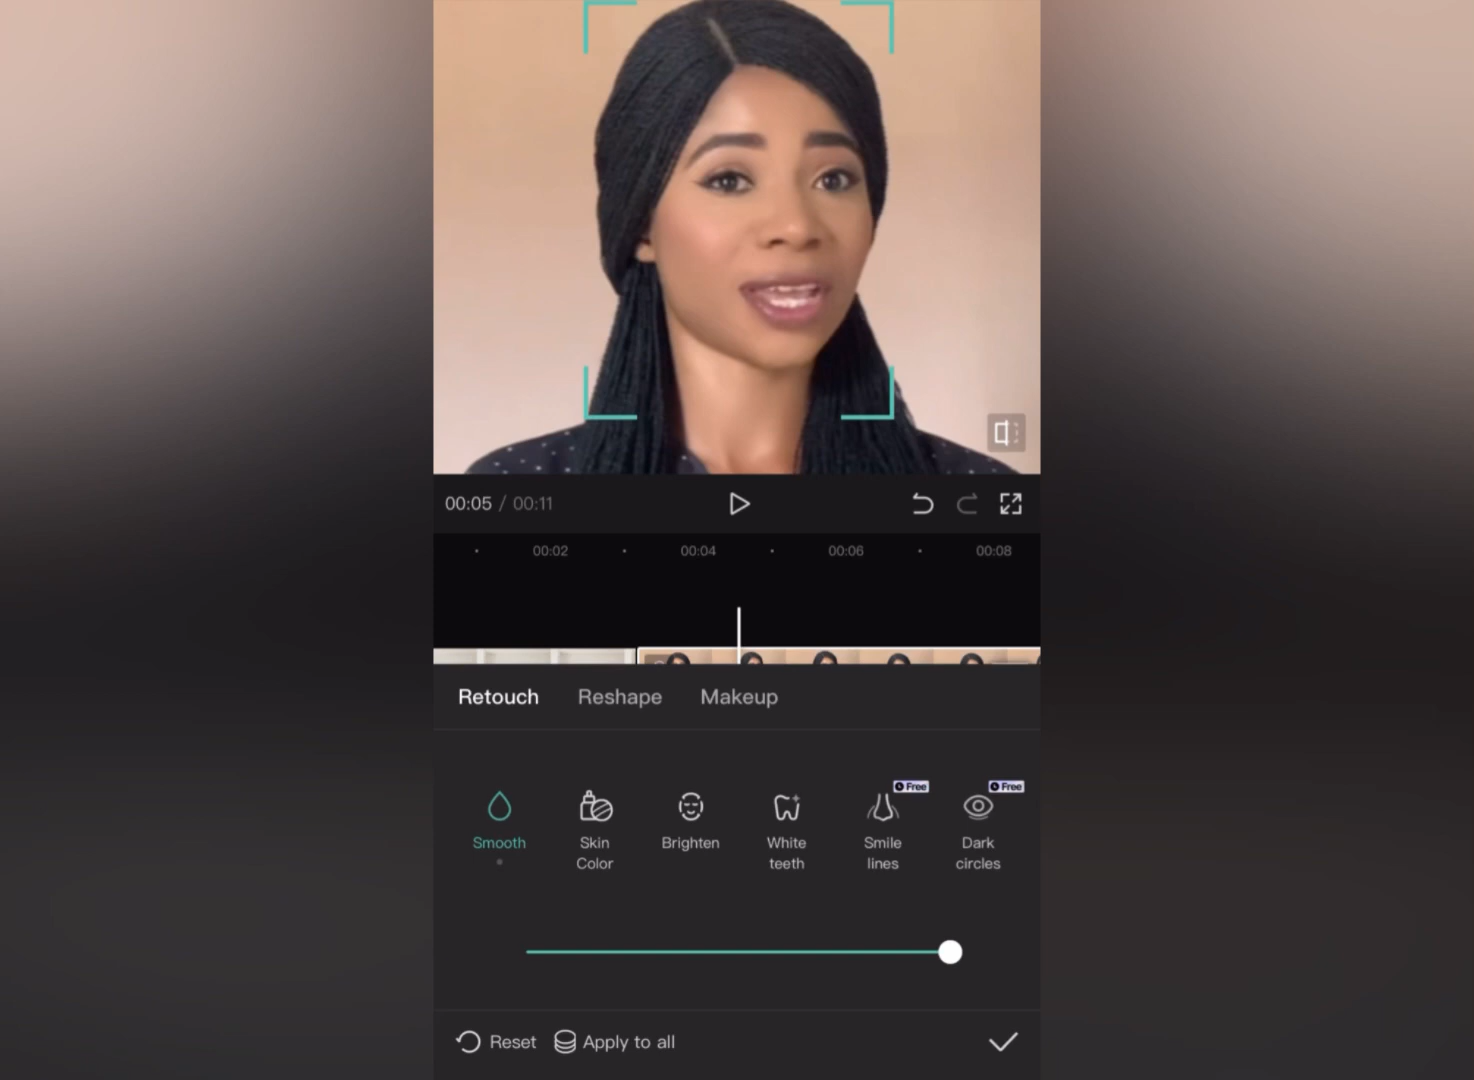 00:05 / 00:11
00:02 00:04 00:06 00:08
Retouch Reshape Makeup
Free Free
Smooth Skin Color Brighten White teeth Smile lines Dark circles
Reset Apply to all